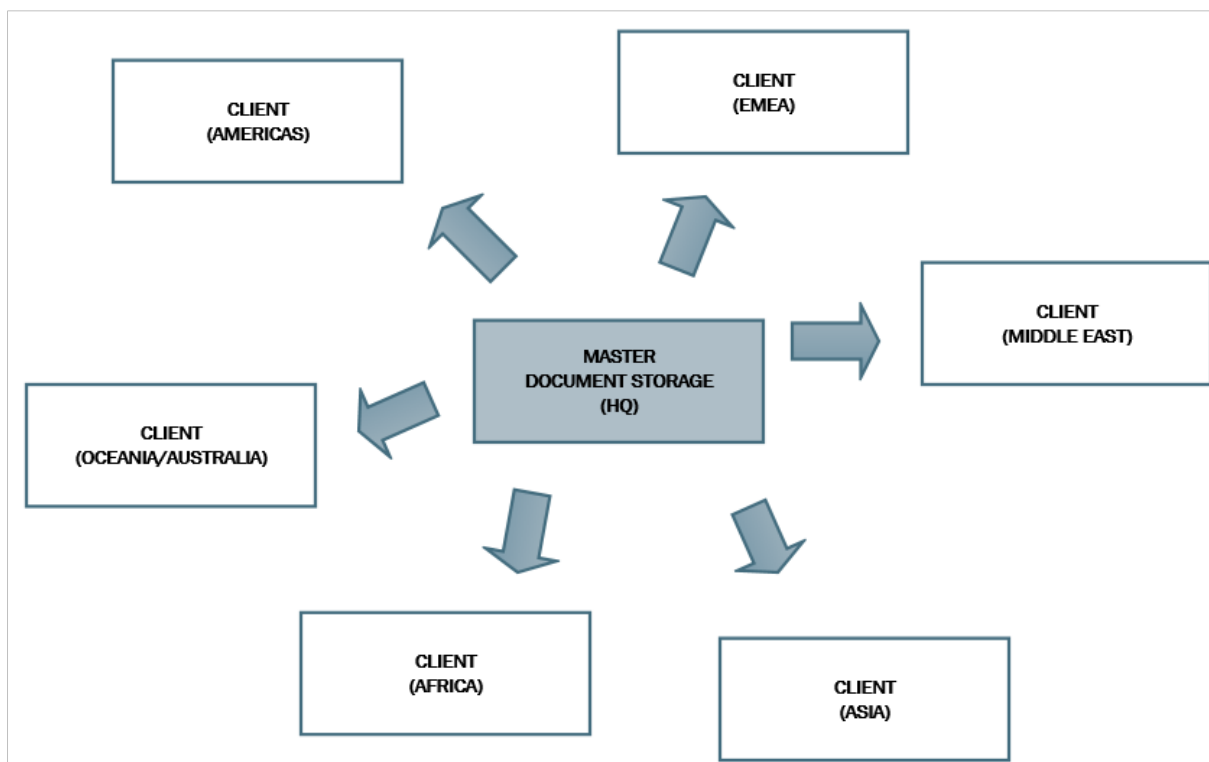 CLIENT
(AMERICAS)
CLIENT
(EMEA)
CLIENT
(MIDDLE EAST)
MASTER
DOCUMENT STORAGE
(HQ)
CLIENT
(OCEANIA/AUSTRALIA)
CLIENT
(AFRICA)
CLIENT
(ASIA)